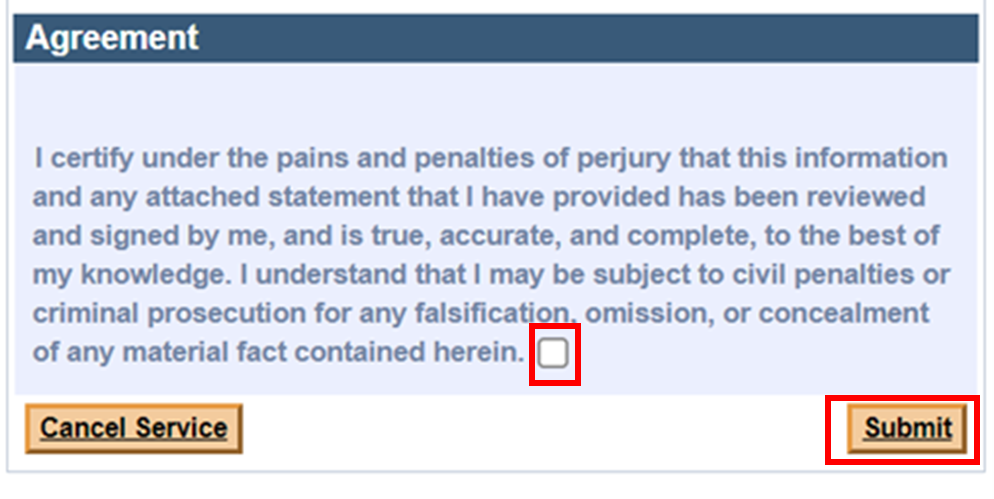 Agreement
I certify under the pains and penalties of perjury that this information
and any attached statement that I have provided has been reviewed
and signed by me, and is true, accurate, and complete, to the best of
my knowledge. I understand that I may be subject to civil penalties or
criminal prosecution for any falsification, omission, or concealment
of any material fact contained herein.
Cancel Service
Submit